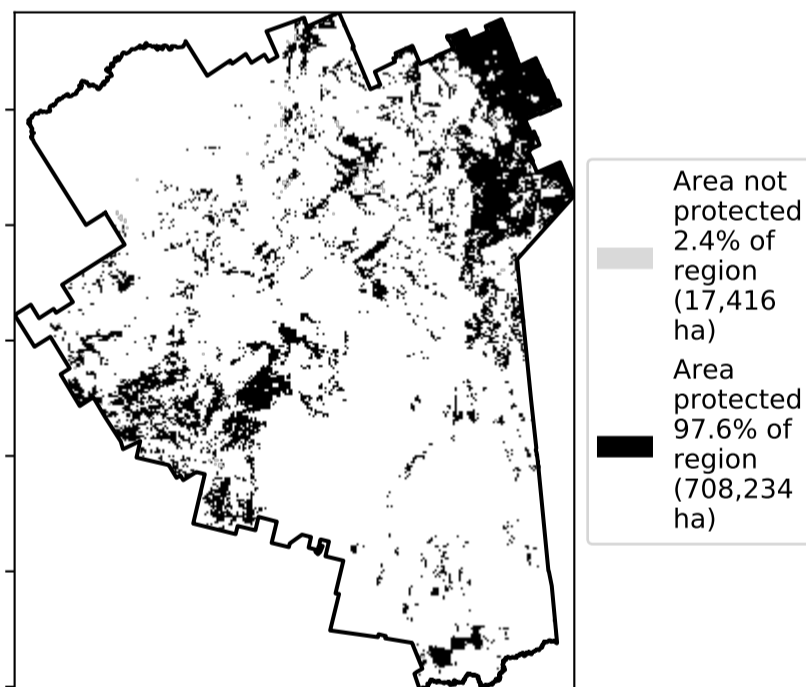 Area not
protected
2.4% of
region
(17,416
ha)
Area
protected
97.6% of
region
(708,234
ha)